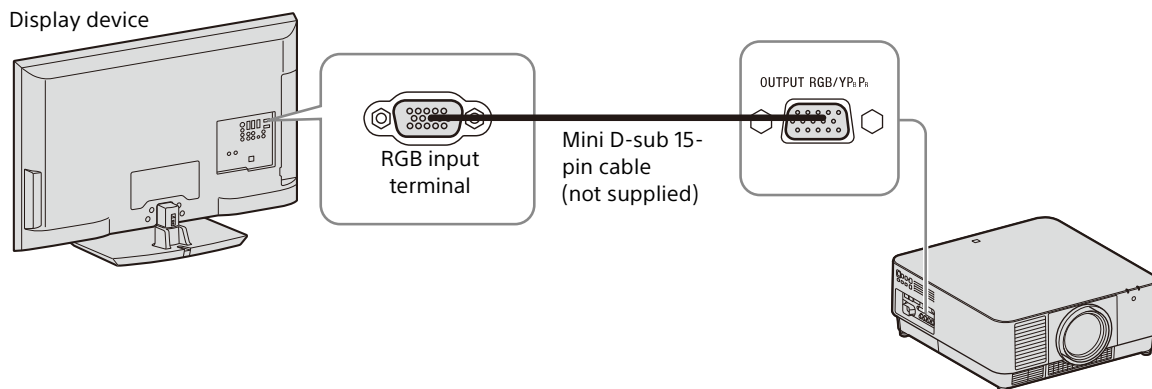 Display device
OUTPUT RGB/YPBPR
RGB input
terminal
Mini D-sub 15-
pin cable
(not supplied)